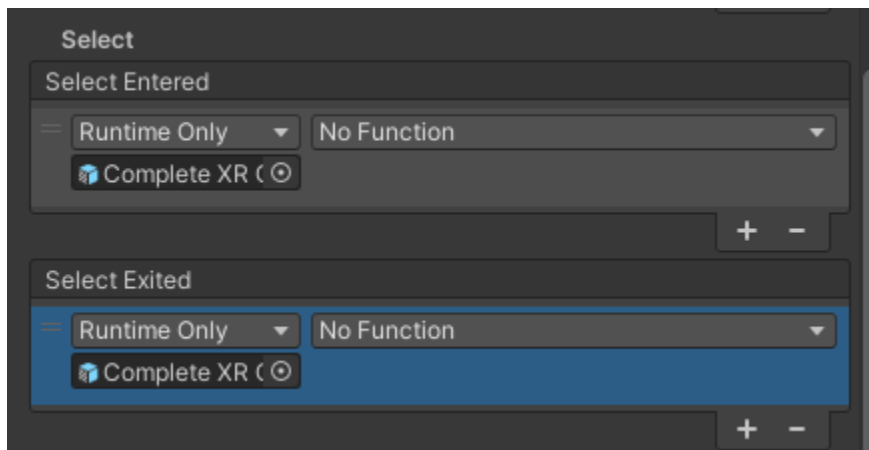 Select
Select Entered
Runtime Only No Function
Complete XR
+ -
Select Exited
Runtime Only No Function
Complete XR
+ -